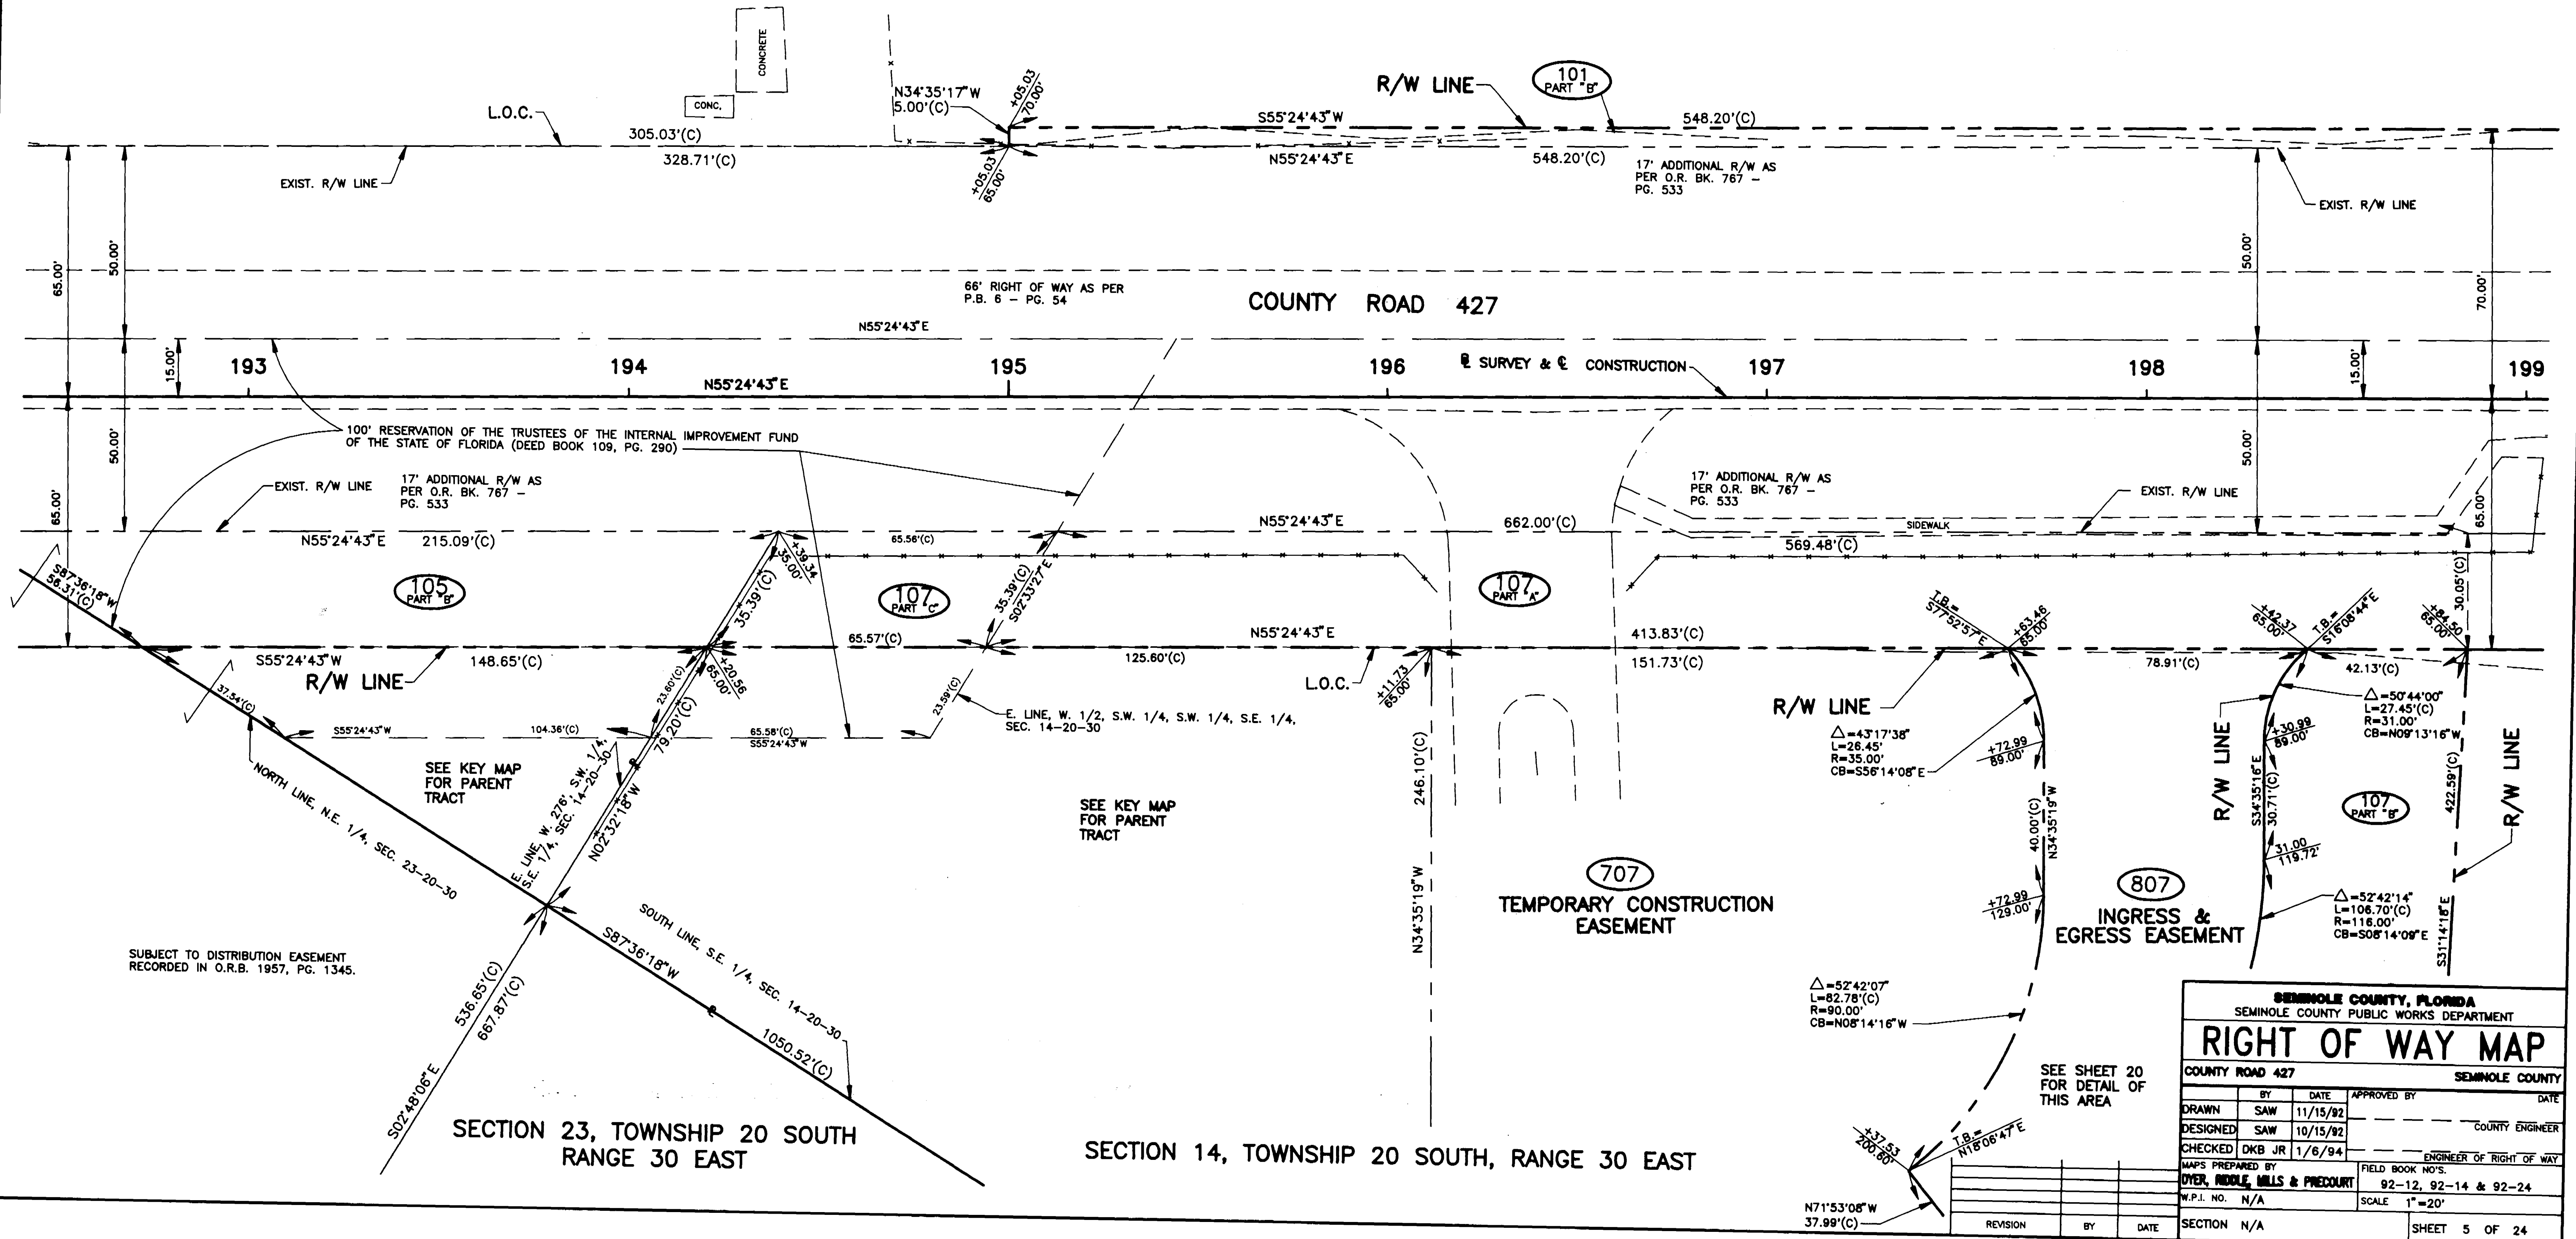 CONCRETE
CONC.
L.O.C.
N34°35'17"W
5.00'(C)
+05.03
70.00'
R/W LINE
101
PART "B"
305.03'(C)
328.71'(C)
S55°24'43"W
548.20'(C)
N55°24'43"E
548.20'(C)
+05.03
65.00'
EXIST. R/W LINE
17' ADDITIONAL R/W AS
PER O.R. BK. 767 –
PG. 533
EXIST. R/W LINE
65.00'
50.00'
50.00'
70.00'
66' RIGHT OF WAY AS PER
P.B. 6 – PG. 54
COUNTY ROAD 427
N55°24'43"E
15.00'
193
194
195
196
℄ SURVEY & ℄ CONSTRUCTION
197
198
15.00'
199
N55°24'43"E
100' RESERVATION OF THE TRUSTEES OF THE INTERNAL IMPROVEMENT FUND
OF THE STATE OF FLORIDA (DEED BOOK 109, PG. 290)
65.00'
50.00'
50.00'
65.00'
EXIST. R/W LINE
17' ADDITIONAL R/W AS
PER O.R. BK. 767 –
PG. 533
17' ADDITIONAL R/W AS
PER O.R. BK. 767 –
PG. 533
EXIST. R/W LINE
SIDEWALK
N55°24'43"E 215.09'(C)
65.56'(C)
N55°24'43"E
662.00'(C)
569.48'(C)
S87°36'18"W
56.31'(C)
105
PART "B"
+39.34
35.00'
35.39'(C)
107
PART "C"
35.39'(C)
S02°33'27"E
107
PART "A"
T.B.=
S77°52'57"E
+63.46
65.00'
+42.37
65.00'
T.B.=
S16°08'44"E
+84.50
65.00'
30.05'(C)
S55°24'43"W
148.65'(C)
65.57'(C)
N55°24'43"E
125.60'(C)
413.83'(C)
151.73'(C)
78.91'(C)
42.13'(C)
R/W LINE
37.54'(C)
23.60'(C)
+20.56
65.00'
23.59'(C)
L.O.C.
+11.73
65.00'
R/W LINE
E. LINE, W. 1/2, S.W. 1/4, S.W. 1/4, S.E. 1/4,
SEC. 14-20-30
S55°24'43"W
104.36'(C)
65.58'(C)
S55°24'43"W
79.20'(C)
N02°32'18"W
E. LINE, W. 276', S.W. 1/4,
S.E. 1/4, SEC. 14-20-30
NORTH LINE, N.E. 1/4, SEC. 23-20-30
SEE KEY MAP
FOR PARENT
TRACT
SEE KEY MAP
FOR PARENT
TRACT
246.10'(C)
N34°35'19"W
△=43°17'38"
L=26.45'
R=35.00'
CB=S56°14'08"E
+72.99
89.00'
40.00'(C)
N34°35'19"W
+72.99
129.00'
R/W LINE
△=50°44'00"
L=27.45'(C)
R=31.00'
CB=N09°13'16"W
+30.99
89.00'
S34°35'16"E
30.71'(C)
31.00
119.72'
107
PART "B"
422.59'(C)
S31°14'18"E
R/W LINE
△=52°42'14"
L=106.70'(C)
R=116.00'
CB=S08°14'09"E
707
TEMPORARY CONSTRUCTION
EASEMENT
807
INGRESS &
EGRESS EASEMENT
SUBJECT TO DISTRIBUTION EASEMENT
RECORDED IN O.R.B. 1957, PG. 1345.
SOUTH LINE, S.E. 1/4, SEC. 14-20-30
S87°36'18"W
1050.52'(C)
536.65'(C)
667.87'(C)
S02°48'06"E
△=52°42'07"
L=82.78'(C)
R=90.00'
CB=N08°14'16"W
SEE SHEET 20
FOR DETAIL OF
THIS AREA
+37.53
200.60'
T.B.=
N18°06'47"E
N71°53'08"W
37.99'(C)
SECTION 23, TOWNSHIP 20 SOUTH
RANGE 30 EAST
SECTION 14, TOWNSHIP 20 SOUTH, RANGE 30 EAST
SEMINOLE COUNTY, FLORIDA
SEMINOLE COUNTY PUBLIC WORKS DEPARTMENT
RIGHT OF WAY MAP
COUNTY ROAD 427 SEMINOLE COUNTY
BY DATE APPROVED BY DATE
DRAWN SAW 11/15/92
DESIGNED SAW 10/15/92 COUNTY ENGINEER
CHECKED DKB JR 1/6/94 ENGINEER OF RIGHT OF WAY
MAPS PREPARED BY
DYER, RIDDLE, MILLS & PRECOURT
FIELD BOOK NO'S.
92-12, 92-14 & 92-24
W.P.I. NO. N/A SCALE 1"=20'
REVISION BY DATE
SECTION N/A SHEET 5 OF 24